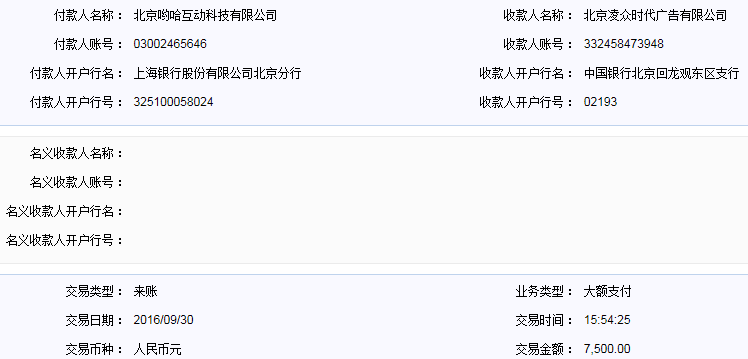 付款人名称： 北京哟哈互动科技有限公司 收款人名称： 北京凌众时代广告有限公司
付款人账号： 03002465646 收款人账号： 332458473948
付款人开户行名： 上海银行股份有限公司北京分行 收款人开户行名： 中国银行北京回龙观东区支行
付款人开户行号： 325100058024 收款人开户行号： 02193
名义收款人名称：
名义收款人账号：
名义收款人开户行名：
名义收款人开户行号：
交易类型： 来账 业务类型： 大额支付
交易日期： 2016/09/30 交易时间： 15:54:25
交易币种： 人民币元 交易金额： 7,500.00